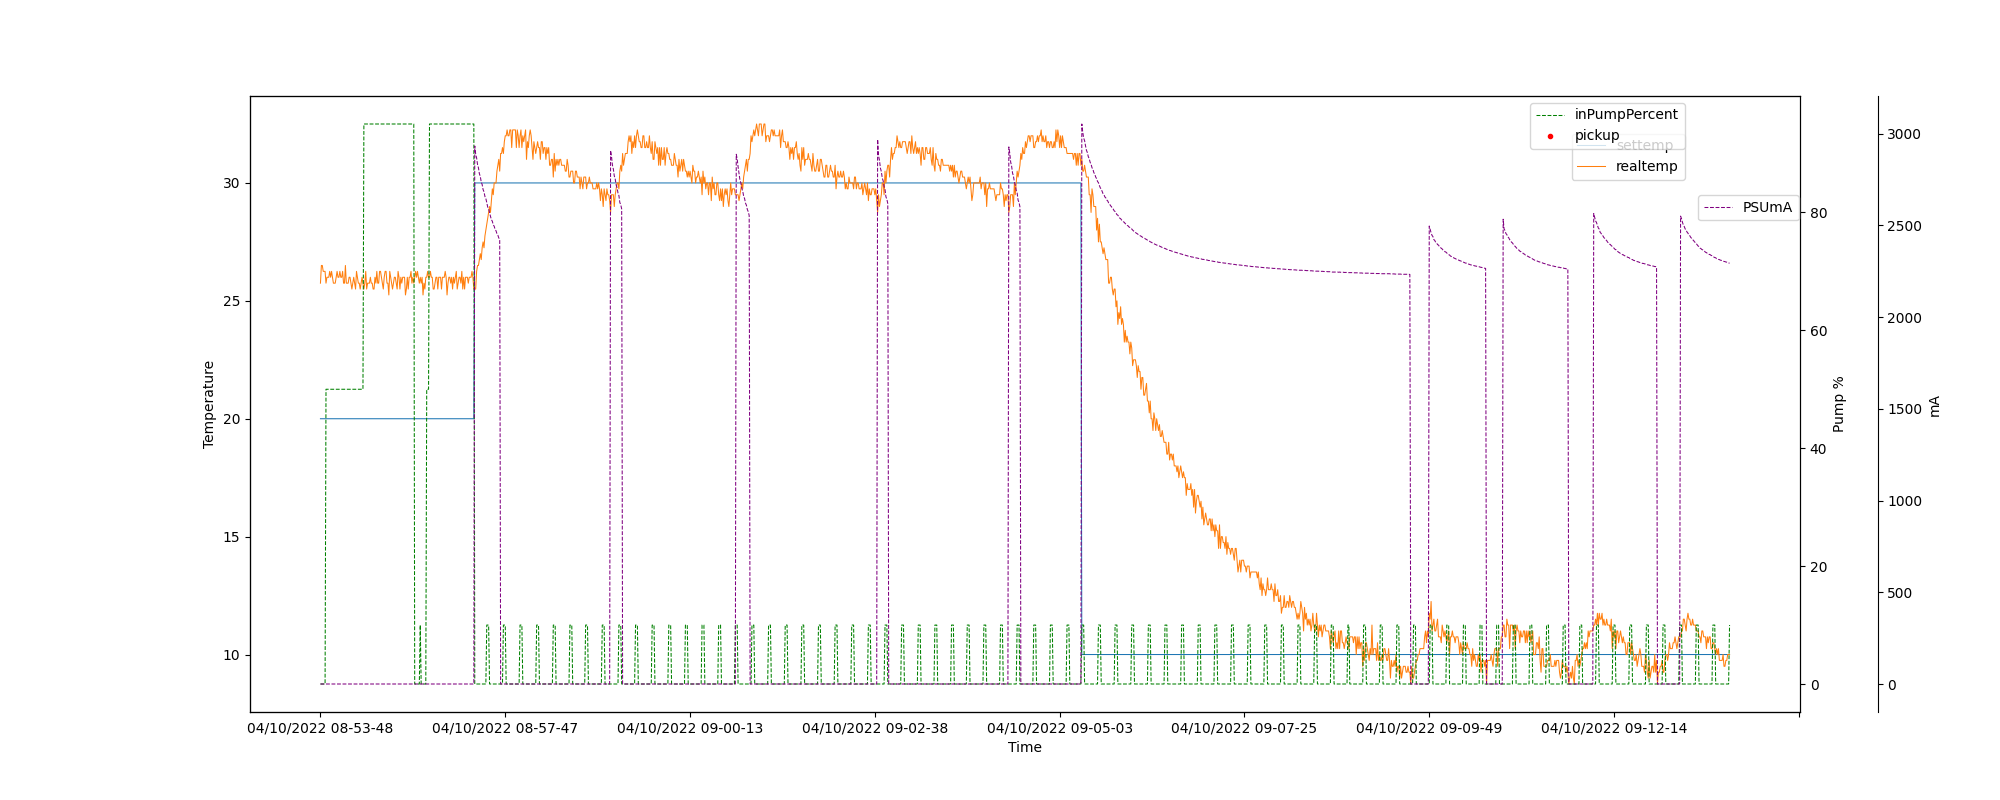 inPumpPercent
pickup
settemp
realtemp
PSUmA
30
25
20
15
10
Temperature
80
60
40
20
0
Pump %
3000
2500
2000
1500
1000
500
0
mA
04/10/2022 08-53-48
04/10/2022 08-57-47
04/10/2022 09-00-13
04/10/2022 09-02-38
04/10/2022 09-05-03
04/10/2022 09-07-25
04/10/2022 09-09-49
04/10/2022 09-12-14
Time